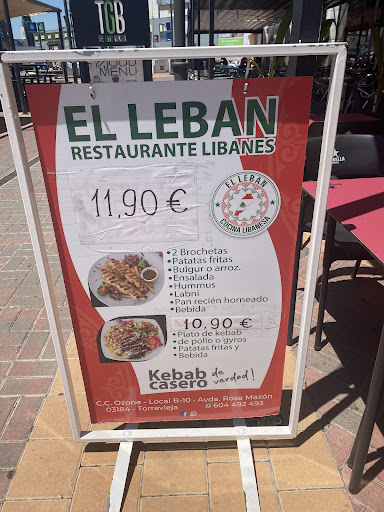 TGB
MENU
EL LEBAN
RESTAURANTE LIBANES
11,90 €
EL LEBÁN
COCINA LIBANESA
• 2 Brochetas
• Patatas fritas
• Bulgur o arroz.
• Ensalada
• Hummus
• Labni
• Pan recién horneado
• Bebida
10,90 €
• Plato de kebab
• de pollo o gyros
• Patatas fritas y
• Bebida
Kebab casero de verdad!
C.C. Ozone - Local B-10 - Avda. Rosa Mazón
03184 - Torrevieja 604 492 493